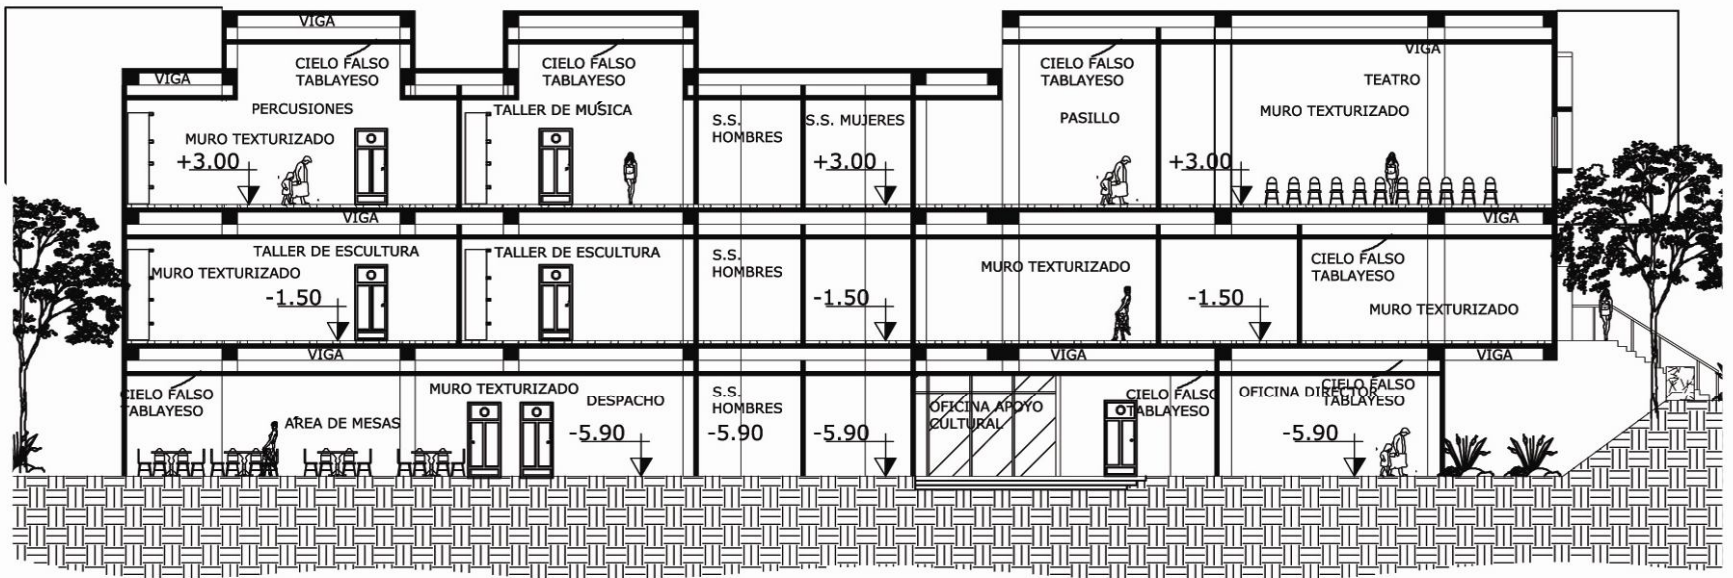 VIGA
CIELO FALSO
TABLAYESO
CIELO FALSO
TABLAYESO
CIELO FALSO
TABLAYESO
VIGA
VIGA
TEATRO
PERCUSIONES
TALLER DE MÚSICA
MURO TEXTURIZADO
S.S.
HOMBRES
S.S. MUJERES
PASILLO
MURO TEXTURIZADO
+3.00
+3.00
+3.00
VIGA
VIGA
TALLER DE ESCULTURA
TALLER DE ESCULTURA
S.S.
HOMBRES
CIELO FALSO
TABLAYESO
MURO TEXTURIZADO
MURO TEXTURIZADO
-1.50
-1.50
-1.50
MURO TEXTURIZADO
VIGA
VIGA
VIGA
CIELO FALSO
TABLAYESO
MURO TEXTURIZADO
DESPACHO
S.S.
HOMBRES
CIELO FALSO
TABLAYESO
OFICINA DIRECTOR
CIELO FALSO
TABLAYESO
AREA DE MESAS
OFICINA APOYO
CULTURAL
-5.90
-5.90
-5.90
-5.90